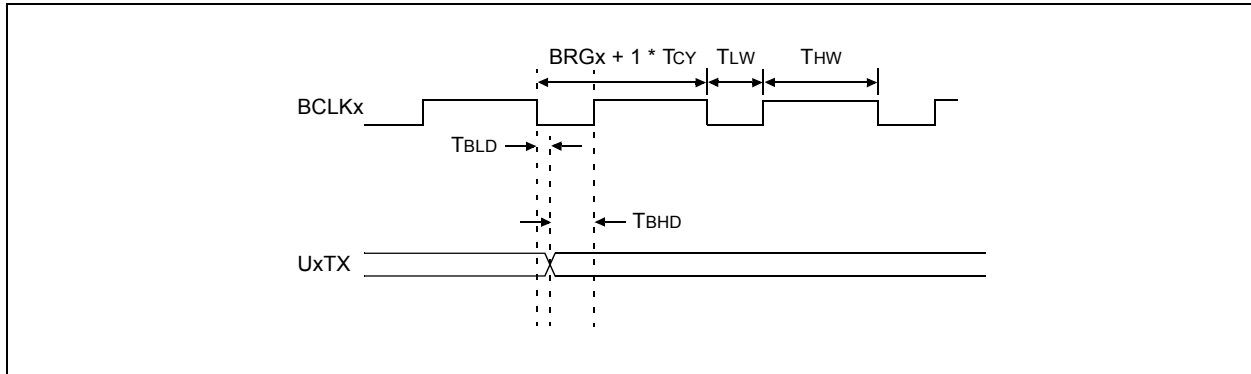 BRGx + 1 * TCY TLW THW
BCLKx
TBLD
TBHD
UxTX